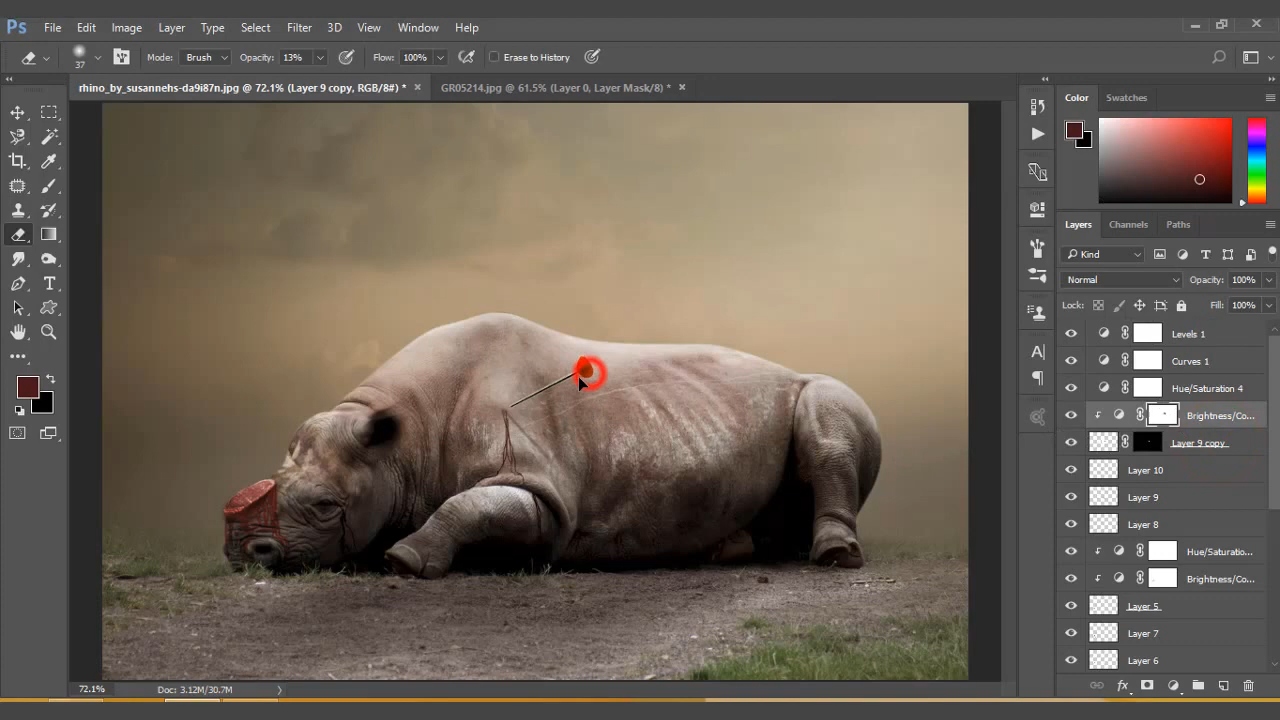 Ps File Edit Image Layer Type Select Filter 3D View Window Help
37 Mode: Brush Opacity: 13% Flow: 100% Erase to History
rhino_by_susannehs-da9i87n.jpg @ 72.1% (Layer 9 copy, RGB/8#) * × GR05214.jpg @ 61.5% (Layer 0, Layer Mask/8) * ×
Color Swatches
Layers Channels Paths
Kind
Normal Opacity: 100%
Lock: Fill: 100%
Levels 1
Curves 1
Hue/Saturation 4
Brightness/Co...
Layer 9 copy
Layer 10
Layer 9
Layer 8
Hue/Saturatio...
Brightness/Co...
Layer 5
Layer 7
Layer 6
72.1% Doc: 3.12M/30.7M